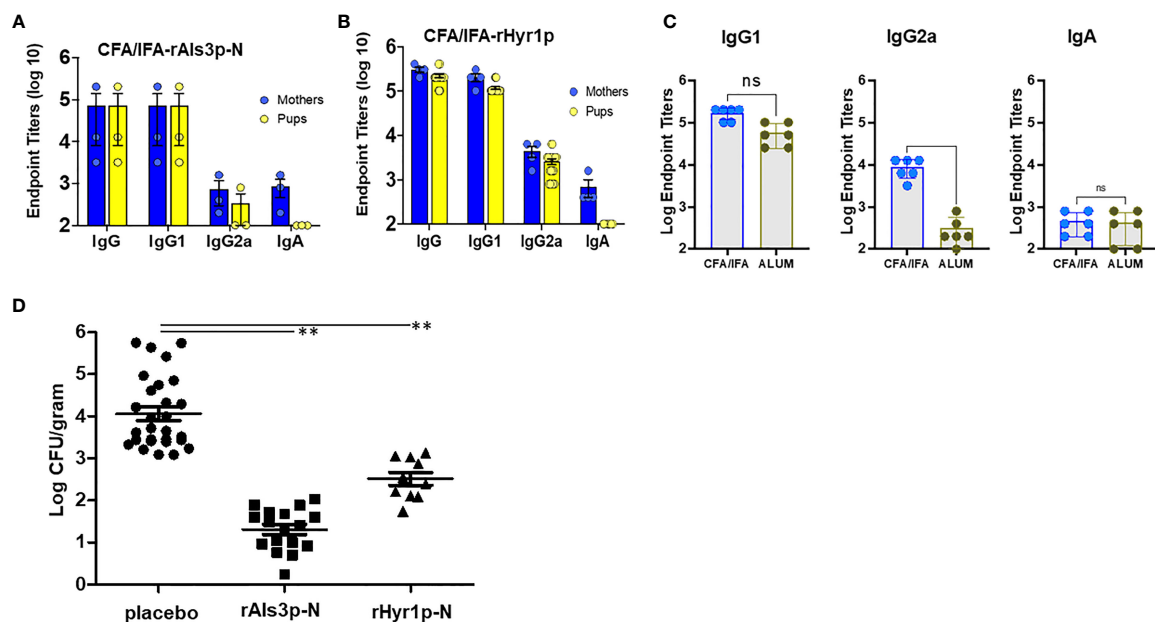 A
CFA/IFA-rAls3p-N
Endpoint Titers (log 10)
6
5
4
3
2
Mothers
Pups
IgG IgG1 IgG2a IgA
B
CFA/IFA-rHyr1p
Endpoint Titers (log 10)
6
5
4
3
2
Mothers
Pups
IgG IgG1 IgG2a IgA
C
IgG1
Log Endpoint Titers
6
5
4
3
2
ns
CFA/IFA ALUM
IgG2a
Log Endpoint Titers
6
5
4
3
2
CFA/IFA ALUM
IgA
Log Endpoint Titers
6
5
4
3
2
ns
CFA/IFA ALUM
D
Log CFU/gram
6
5
4
3
2
1
0
**
**
placebo rAls3p-N rHyr1p-N